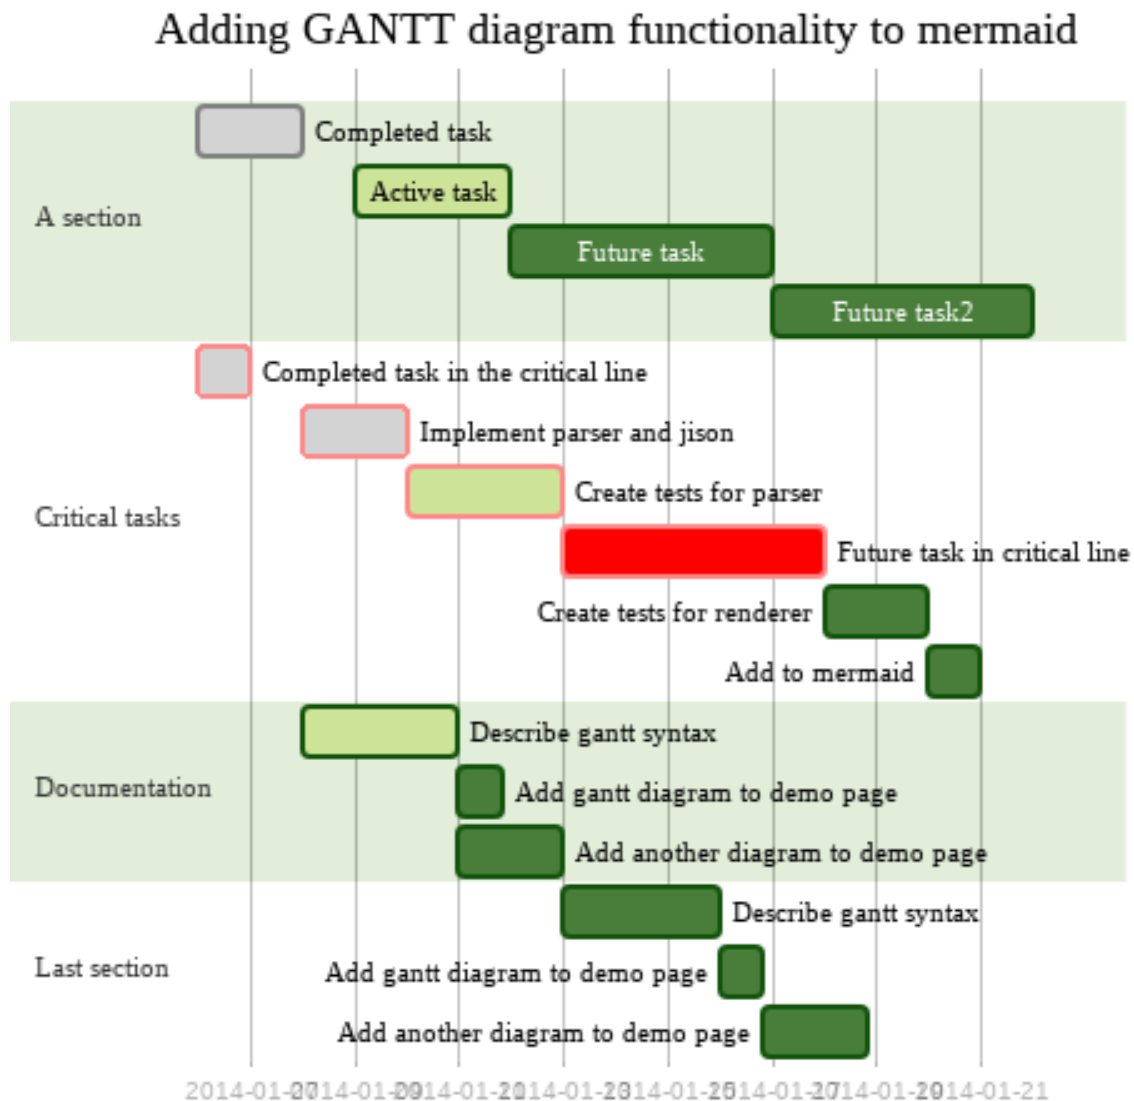 Adding GANTT diagram functionality to mermaid
A section
Completed task
Active task
Future task
Future task2
Critical tasks
Completed task in the critical line
Implement parser and jison
Create tests for parser
Future task in critical line
Create tests for renderer
Add to mermaid
Documentation
Describe gantt syntax
Add gantt diagram to demo page
Add another diagram to demo page
Last section
Describe gantt syntax
Add gantt diagram to demo page
Add another diagram to demo page
2014-01-21